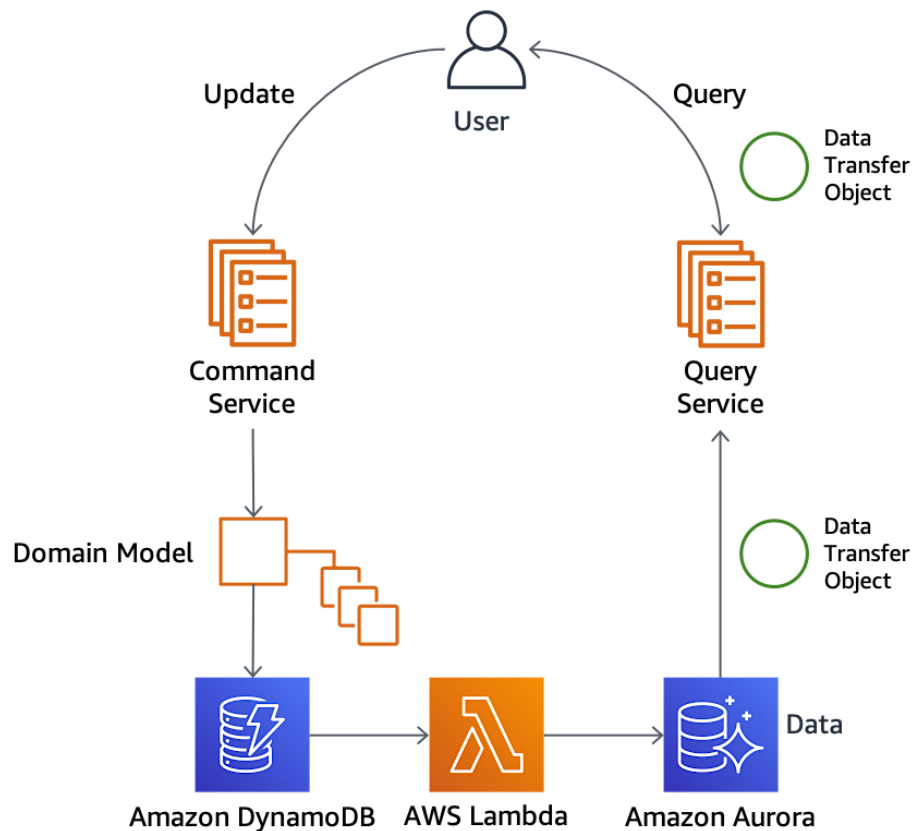 Update
Query
User
Data
Transfer
Object
Command
Service
Query
Service
Domain Model
Data
Transfer
Object
Data
Amazon DynamoDB
AWS Lambda
Amazon Aurora